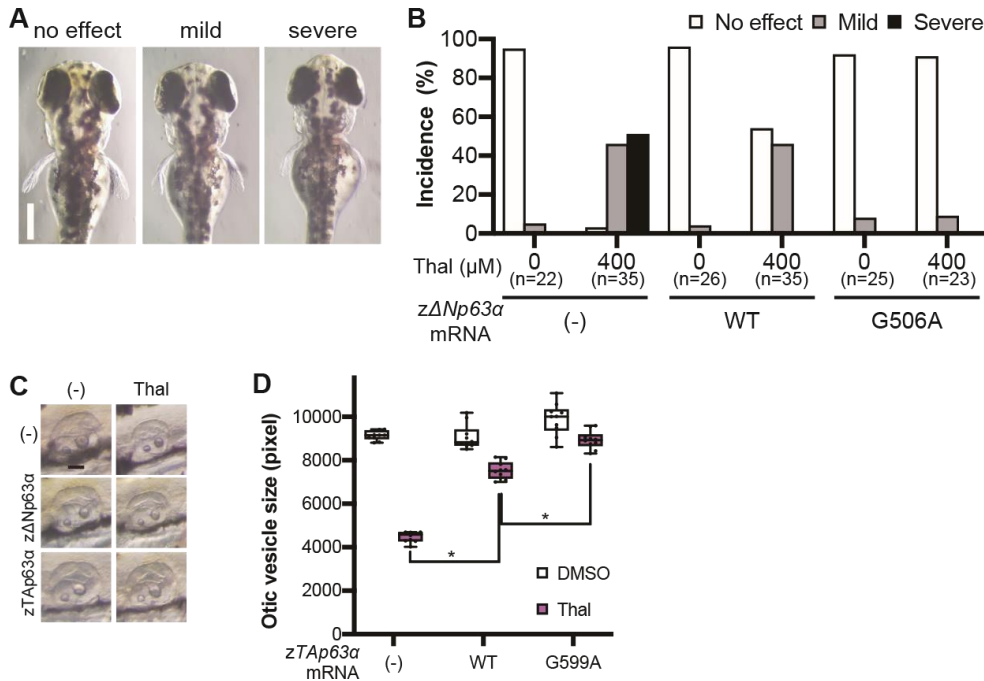 A
no effect
mild
severe
B
No effect
Mild
Severe
Incidence (%)
100
80
60
40
20
0
Thal (μM)
0
400
0
400
0
400
(n=22)
(n=35)
(n=26)
(n=35)
(n=25)
(n=23)
zΔNp63α
mRNA
(-)
WT
G506A
C
(-)
Thal
(-)
zΔNp63α
zTAp63α
D
Otic vesicle size (pixel)
10000
8000
6000
4000
2000
0
*
*
DMSO
Thal
zTAp63α
mRNA
(-)
WT
G599A